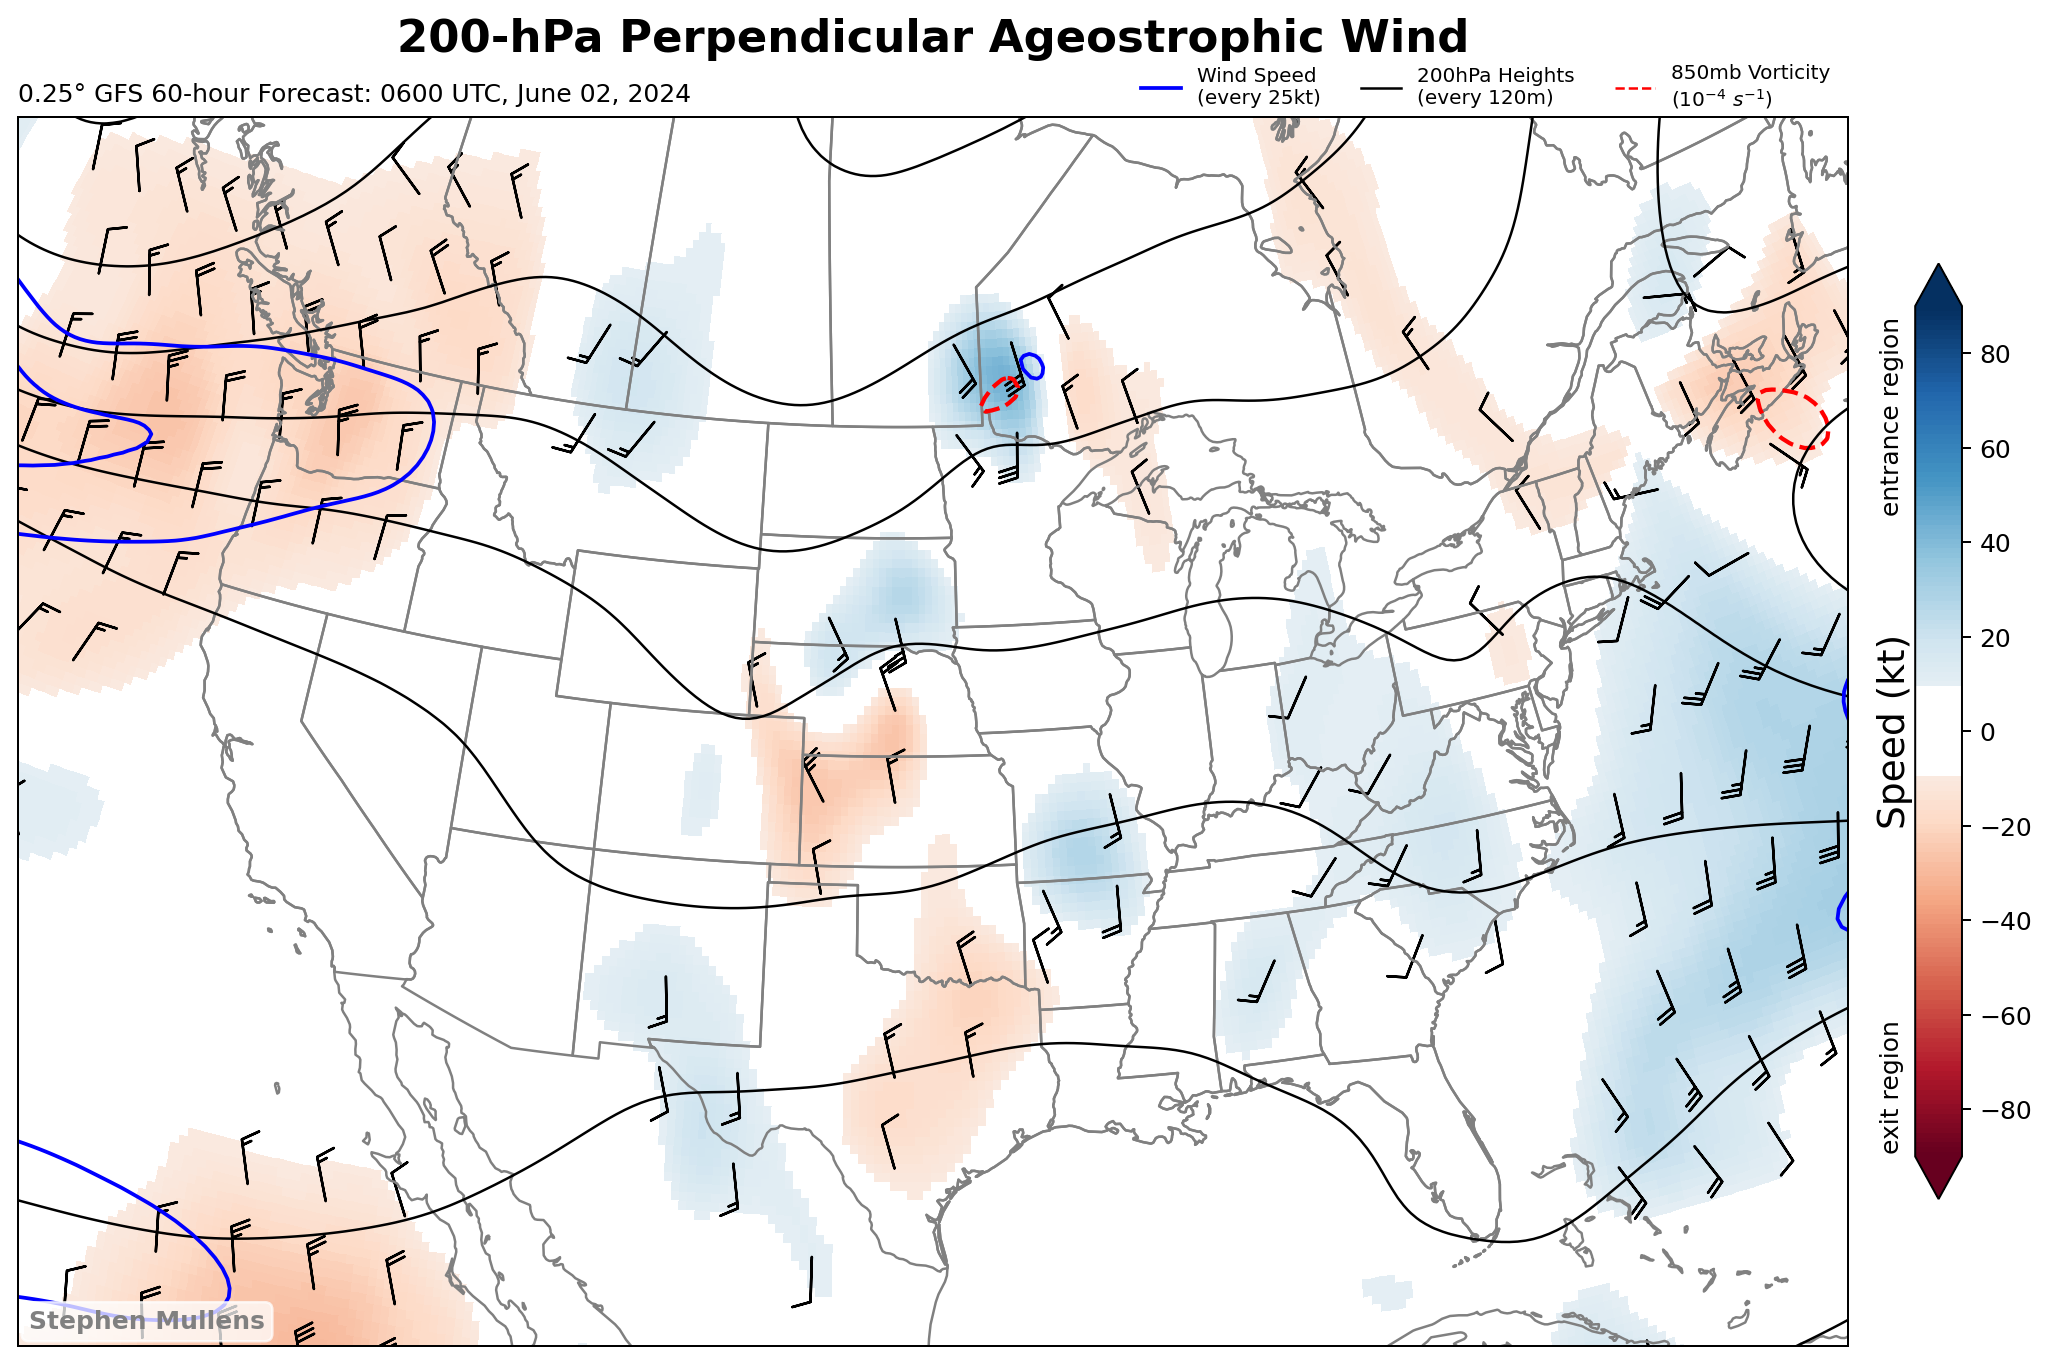 200-hPa Perpendicular Ageostrophic Wind
0.25° GFS 60-hour Forecast: 0600 UTC, June 02, 2024
Wind Speed
(every 25kt)
200hPa Heights
(every 120m)
850mb Vorticity
(10⁻⁴ s⁻¹)
entrance region
Speed (kt)
exit region
80
60
40
20
0
−20
−40
−60
−80
Stephen Mullens